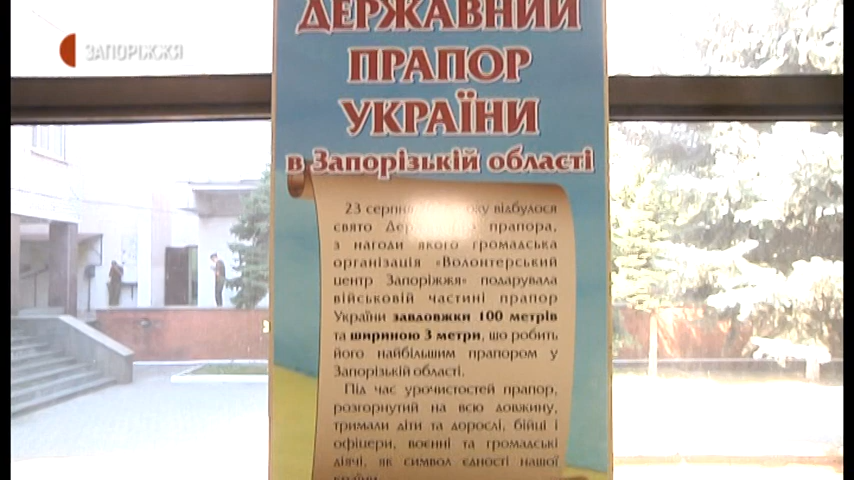 ЗАПОРІЖЖЯ
ДЕРЖАВНИЙ
ПРАПОР
УКРАЇНИ
в Запорізькій області
23 серпня року відбулося
свято прапора,
з нагоди якого громадська
організація «Волонтерський
центр Запоріжжя» подарувала
військовій частині прапор
України завдовжки 100 метрів
та шириною 3 метри, що робить
його найбільшим прапором у
Запорізькій області.
Під час урочистостей прапор,
розгорнутий на всю довжину,
тримали діти та дорослі, бійці і
офіцери, воєнні та громадські
діячі, як символ єдності нашої